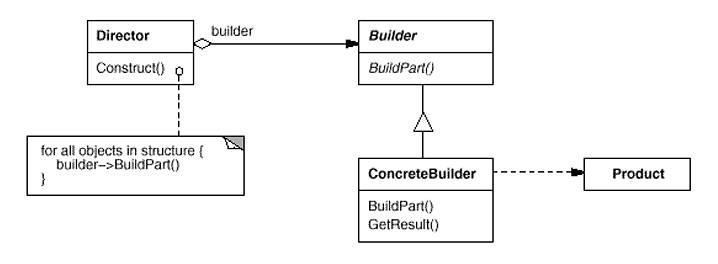 Director
builder
Builder
Construct()
BuildPart()
for all objects in structure {
builder->BuildPart()
}
ConcreteBuilder
Product
BuildPart()
GetResult()